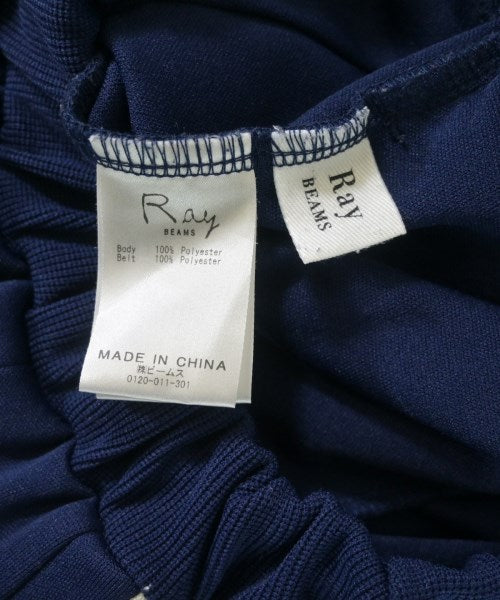 Ray
BEAMS
Body 100% Polyester
Belt 100% Polyester
MADE IN CHINA
㈱ビームス
0120-011-301
Ray
BEAMS